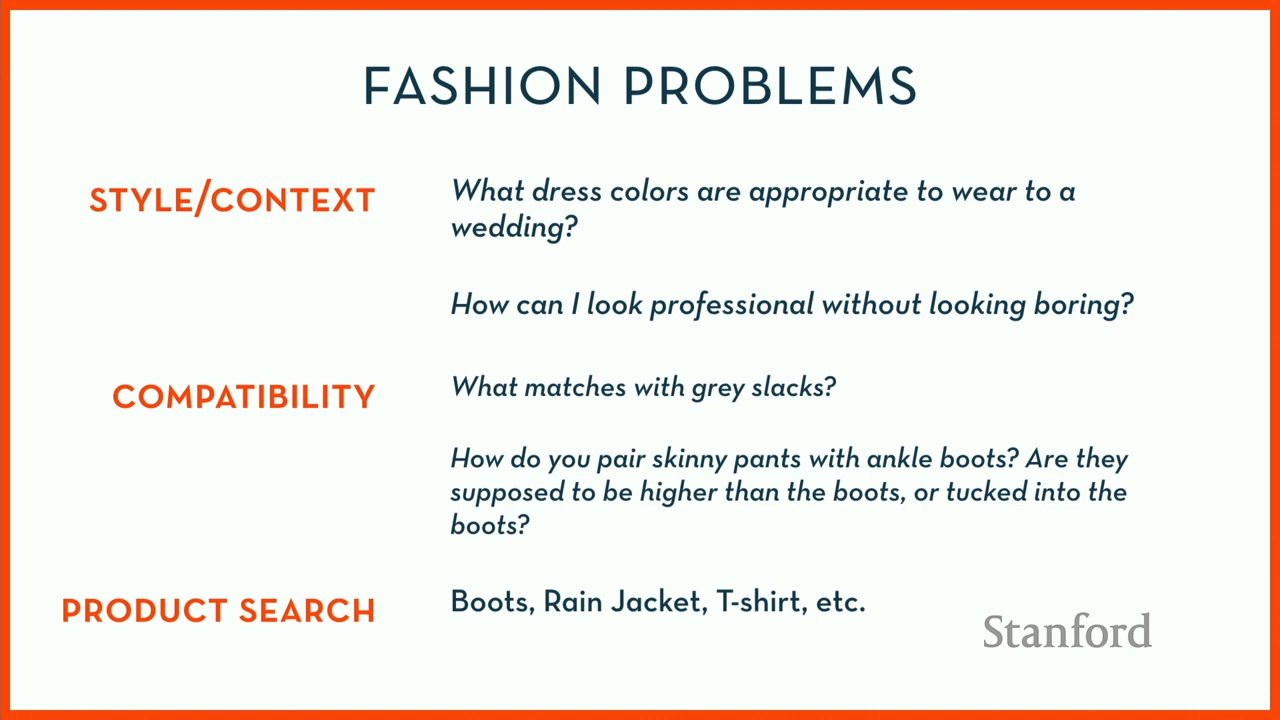 FASHION PROBLEMS
STYLE/CONTEXT
What dress colors are appropriate to wear to a
wedding?
How can I look professional without looking boring?
COMPATIBILITY
What matches with grey slacks?
How do you pair skinny pants with ankle boots? Are they
supposed to be higher than the boots, or tucked into the
boots?
PRODUCT SEARCH
Boots, Rain Jacket, T-shirt, etc.
Stanford